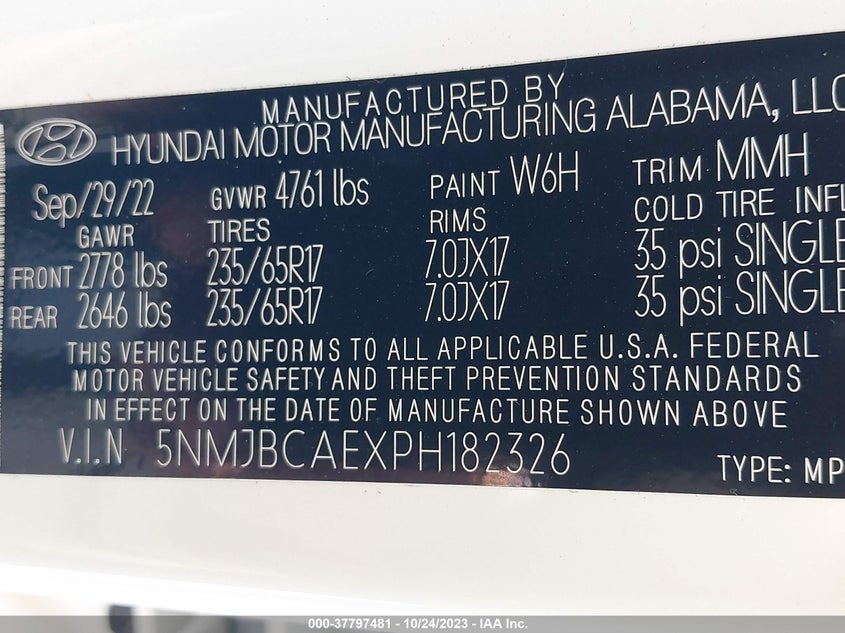 MANUFACTURED BY
HYUNDAI MOTOR MANUFACTURING ALABAMA, LLC
Sep/29/22 GVWR 4761 lbs PAINT W6H TRIM MMH
GAWR TIRES RIMS COLD TIRE INFL
FRONT 2778 lbs 235/65R17 7.0JX17 35 psi SINGLE
REAR 2646 lbs 235/65R17 7.0JX17 35 psi SINGLE
THIS VEHICLE CONFORMS TO ALL APPLICABLE U.S.A. FEDERAL
MOTOR VEHICLE SAFETY AND THEFT PREVENTION STANDARDS
IN EFFECT ON THE DATE OF MANUFACTURE SHOWN ABOVE
V.I.N 5NMJBCAEXPH182326
TYPE: MP
000-37797481 - 10/24/2023 - IAA Inc.